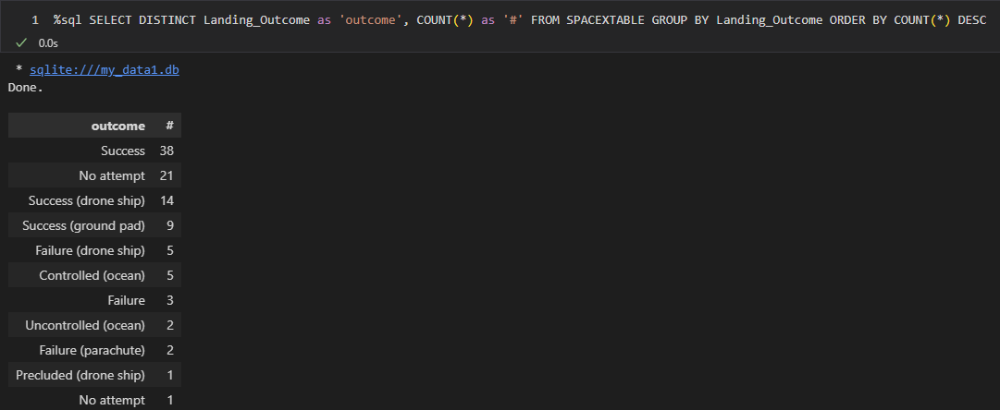 1 %sql SELECT DISTINCT Landing_Outcome as 'outcome', COUNT(*) as '#' FROM SPACEXTABLE GROUP BY Landing_Outcome ORDER BY COUNT(*) DESC
0.0s
* sqlite:///my_data1.db
Done.
outcome #
Success 38
No attempt 21
Success (drone ship) 14
Success (ground pad) 9
Failure (drone ship) 5
Controlled (ocean) 5
Failure 3
Uncontrolled (ocean) 2
Failure (parachute) 2
Precluded (drone ship) 1
No attempt 1